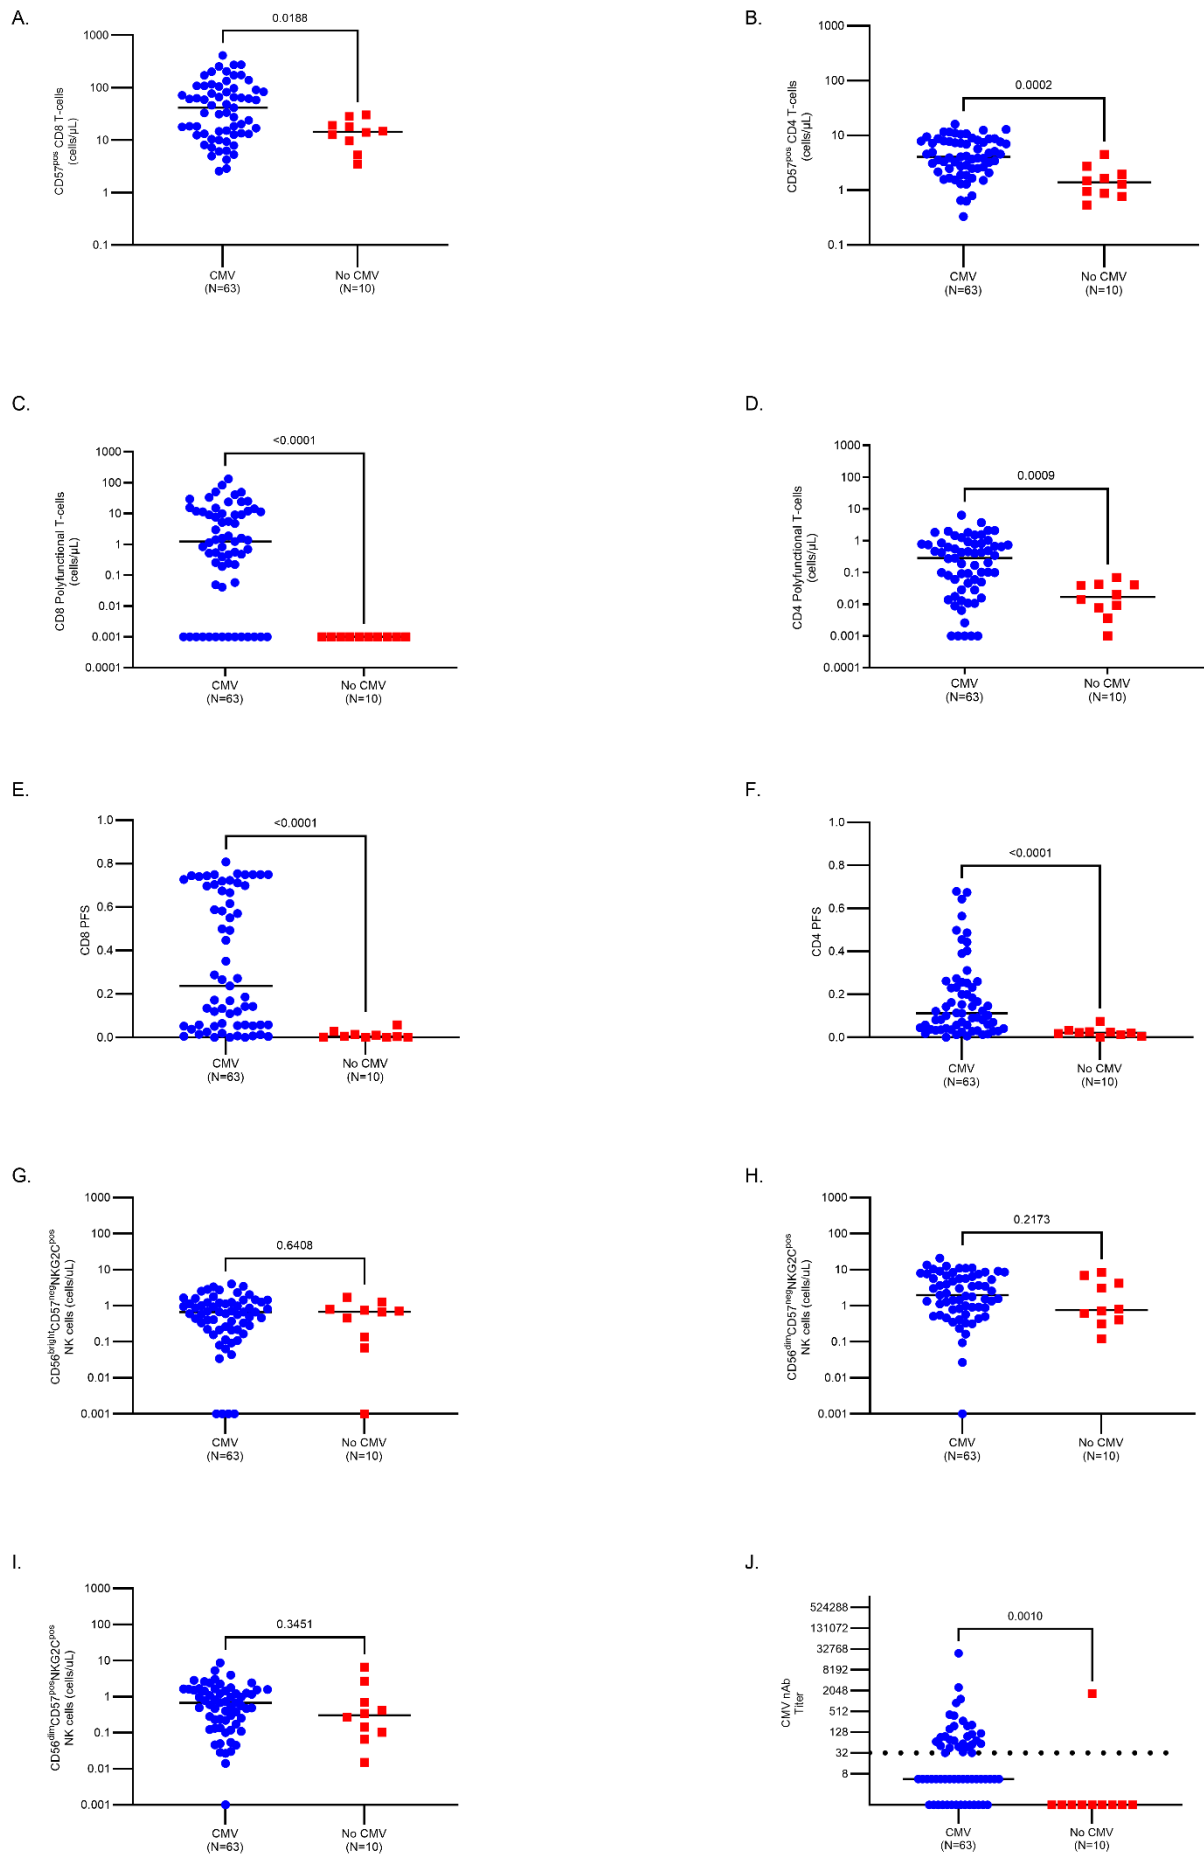 A.
0.0188
1000
100
10
1
0.1
CD57pos CD8 T-cells
(cells/µL)
CMV
(N=63)
No CMV
(N=10)
B.
0.0002
1000
100
10
1
0.1
CD57pos CD4 T-cells
(cells/µL)
CMV
(N=63)
No CMV
(N=10)
C.
<0.0001
1000
100
10
1
0.1
0.01
0.001
0.0001
CD8 Polyfunctional T-cells
(cells/µL)
CMV
(N=63)
No CMV
(N=10)
D.
0.0009
1000
100
10
1
0.1
0.01
0.001
0.0001
CD4 Polyfunctional T-cells
(cells/µL)
CMV
(N=63)
No CMV
(N=10)
E.
<0.0001
1.0
0.8
0.6
0.4
0.2
0.0
CD8 PFS
CMV
(N=63)
No CMV
(N=10)
F.
<0.0001
1.0
0.8
0.6
0.4
0.2
0.0
CD4 PFS
CMV
(N=63)
No CMV
(N=10)
G.
0.6408
1000
100
10
1
0.1
0.01
0.001
CD56brightCD57negNKG2Cpos
NK cells (cells/uL)
CMV
(N=63)
No CMV
(N=10)
H.
0.2173
1000
100
10
1
0.1
0.01
0.001
CD56dimCD57negNKG2Cpos
NK cells (cells/uL)
CMV
(N=63)
No CMV
(N=10)
I.
0.3451
1000
100
10
1
0.1
0.01
0.001
CD56dimCD57posNKG2Cpos
NK cells (cells/uL)
CMV
(N=63)
No CMV
(N=10)
J.
0.0010
524288
131072
32768
8192
2048
512
128
32
8
CMV nAb
Titer
CMV
(N=63)
No CMV
(N=10)